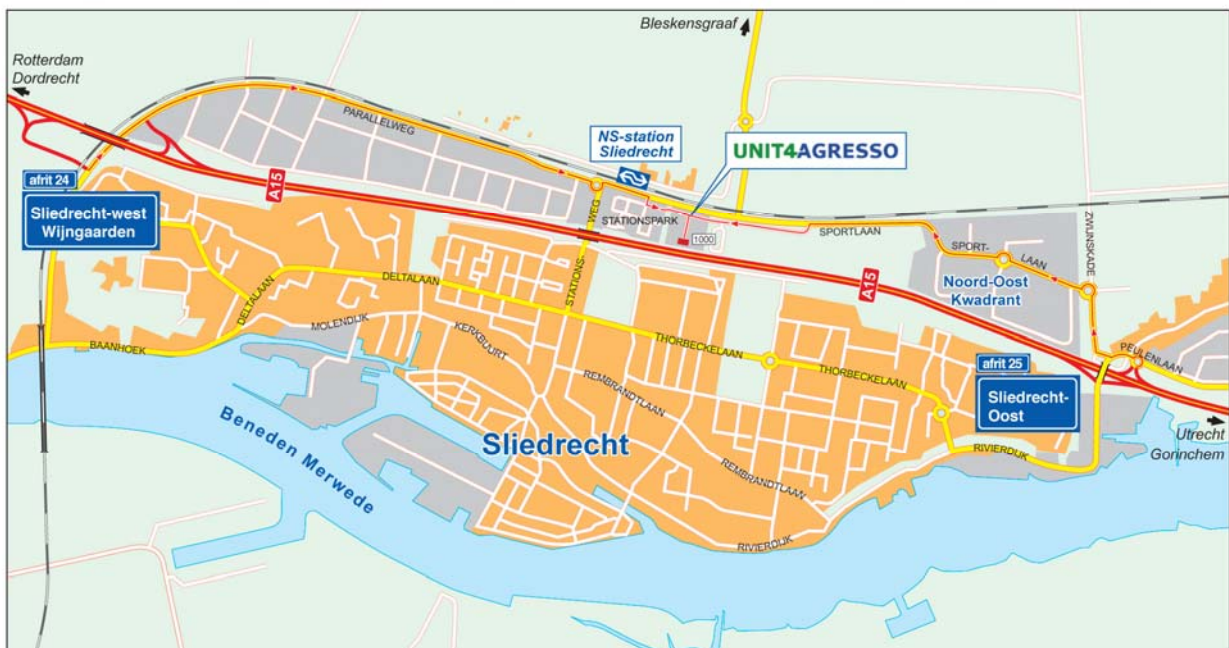 Bleskensgraaf
Rotterdam
Dordrecht
PARALLELWEG
NS-station
Sliedrecht
UNIT4AGRESSO
afrit 24
Sliedrecht-west
Wijngaarden
A15
WEG
STATIONS-
STATIONSPARK
1000
SPORTLAAN
SPORT-
LAAN
ZWIJNSKADE
Noord-Oost
Kwadrant
A15
DELTALAAN
DELTALAAN
MOLENDIJK
KERKBUURT
BAANHOEK
THORBECKELAAN
THORBECKELAAN
PEULENLAAN
afrit 25
Sliedrecht-
Oost
REMBRANDTLAAN
REMBRANDTLAAN
Sliedrecht
Beneden Merwede
RIVIERDIJK
RIVIERDIJK
Utrecht
Gorinchem